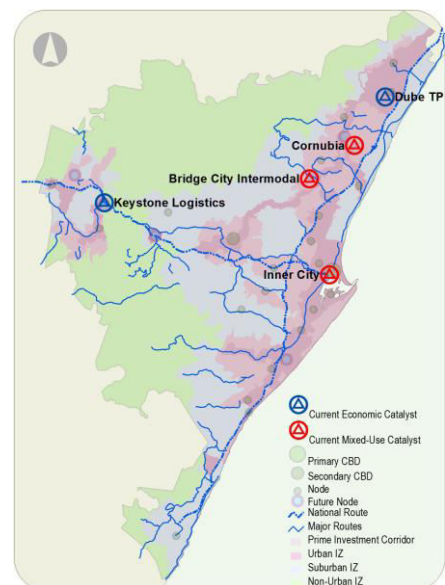 Dube TP
Cornubia
Bridge City Intermodal
Keystone Logistics
Inner City
Current Economic Catalyst
Current Mixed-Use Catalyst
Primary CBD
Secondary CBD
Node
Future Node
National Route
Major Routes
Prime Investment Corridor
Urban IZ
Suburban IZ
Non-Urban IZ